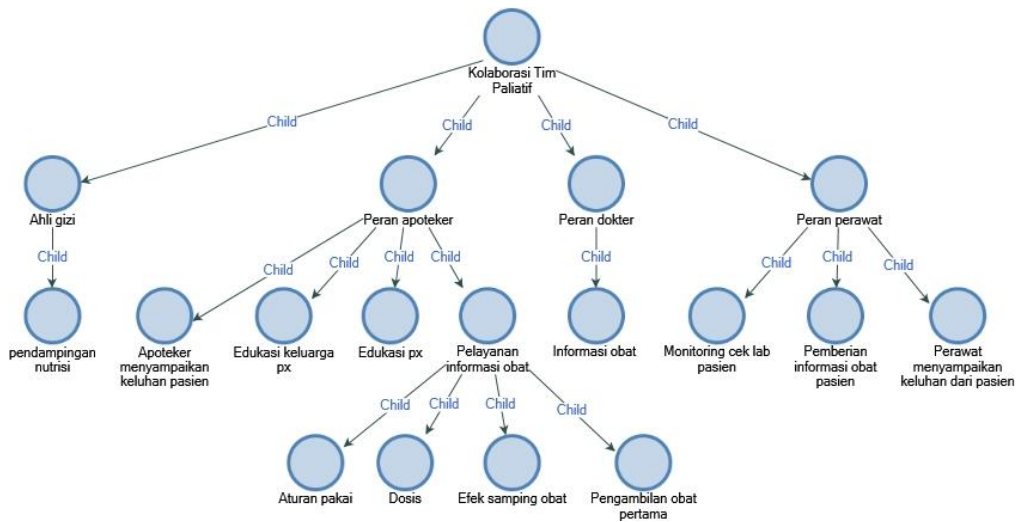 Kolaborasi Tim
Paliatif
Child
Child
Child
Child
Ahli gizi
Peran apoteker
Peran dokter
Peran perawat
Child
Child
Child
Child
Child
Child
Child
Child
Child
pendampingan
nutrisi
Apoteker
menyampaikan
keluhan pasien
Edukasi keluarga
px
Edukasi px
Pelayanan
informasi obat
Informasi obat
Monitoring cek lab
pasien
Pemberian
informasi obat
pasien
Perawat
menyampaikan
keluhan dari pasien
Child
Child
Child
Child
Aturan pakai
Dosis
Efek samping obat
Pengambilan obat
pertama